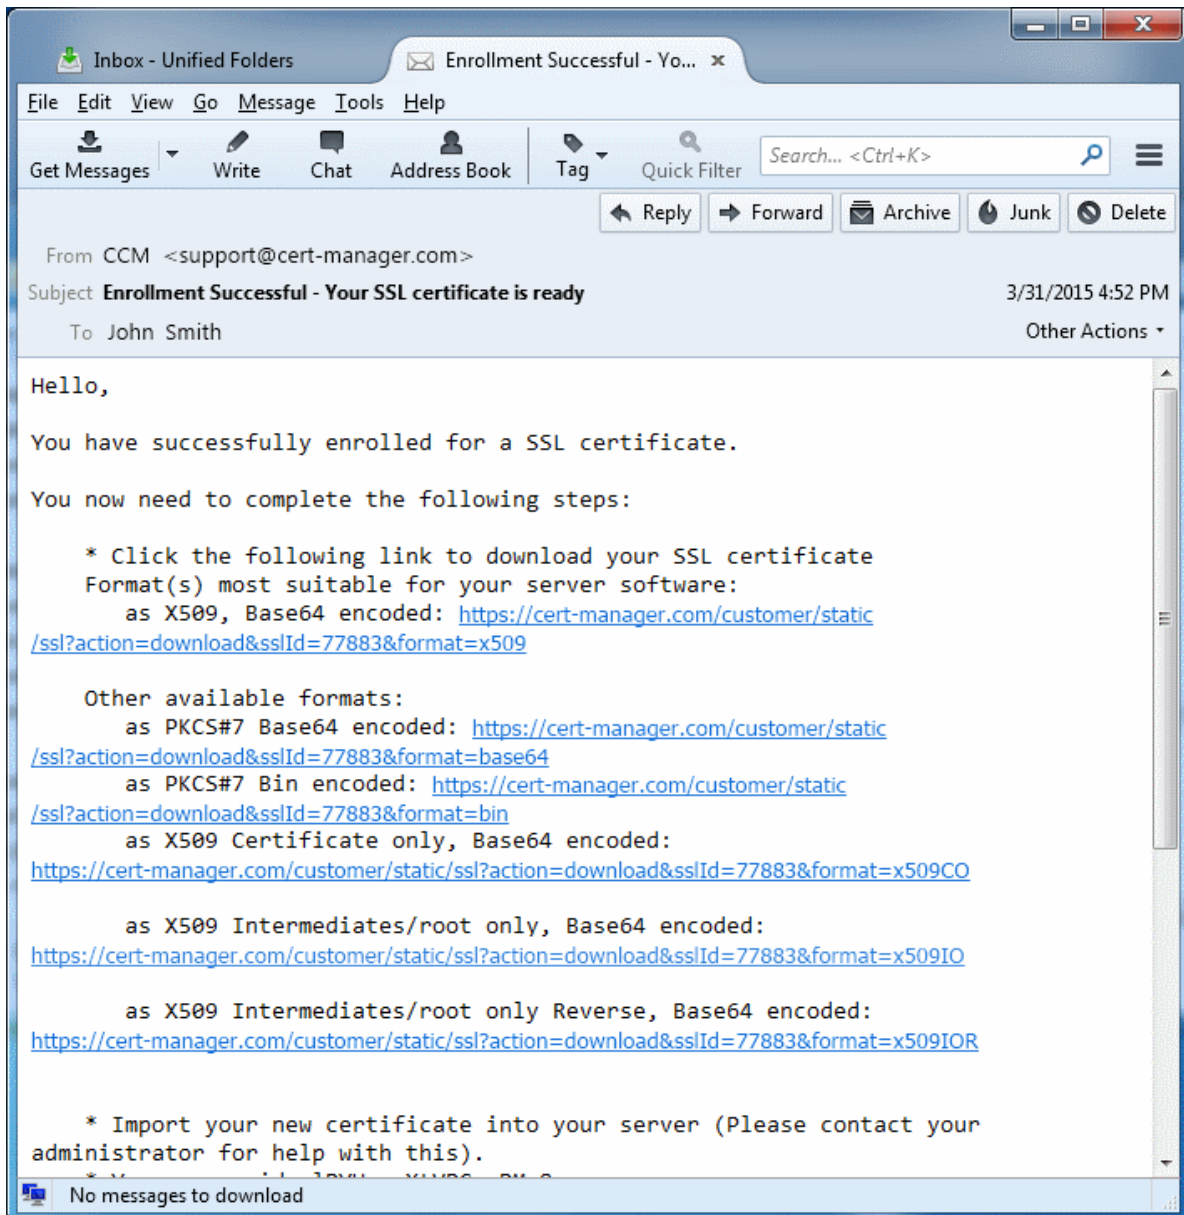 Inbox - Unified Folders
Enrollment Successful - Yo... x
File Edit View Go Message Tools Help
Get Messages Write Chat Address Book Tag Quick Filter Search... <Ctrl+K>
Reply Forward Archive Junk Delete
From CCM <support@cert-manager.com>
Subject Enrollment Successful - Your SSL certificate is ready 3/31/2015 4:52 PM
To John Smith Other Actions
Hello,
You have successfully enrolled for a SSL certificate.
You now need to complete the following steps:
* Click the following link to download your SSL certificate
Format(s) most suitable for your server software:
as X509, Base64 encoded: https://cert-manager.com/customer/static
/ssl?action=download&sslId=77883&format=x509
Other available formats:
as PKCS#7 Base64 encoded: https://cert-manager.com/customer/static
/ssl?action=download&sslId=77883&format=base64
as PKCS#7 Bin encoded: https://cert-manager.com/customer/static
/ssl?action=download&sslId=77883&format=bin
as X509 Certificate only, Base64 encoded:
https://cert-manager.com/customer/static/ssl?action=download&sslId=77883&format=x509CO
as X509 Intermediates/root only, Base64 encoded:
https://cert-manager.com/customer/static/ssl?action=download&sslId=77883&format=x509IO
as X509 Intermediates/root only Reverse, Base64 encoded:
https://cert-manager.com/customer/static/ssl?action=download&sslId=77883&format=x509IOR
* Import your new certificate into your server (Please contact your
administrator for help with this).
No messages to download